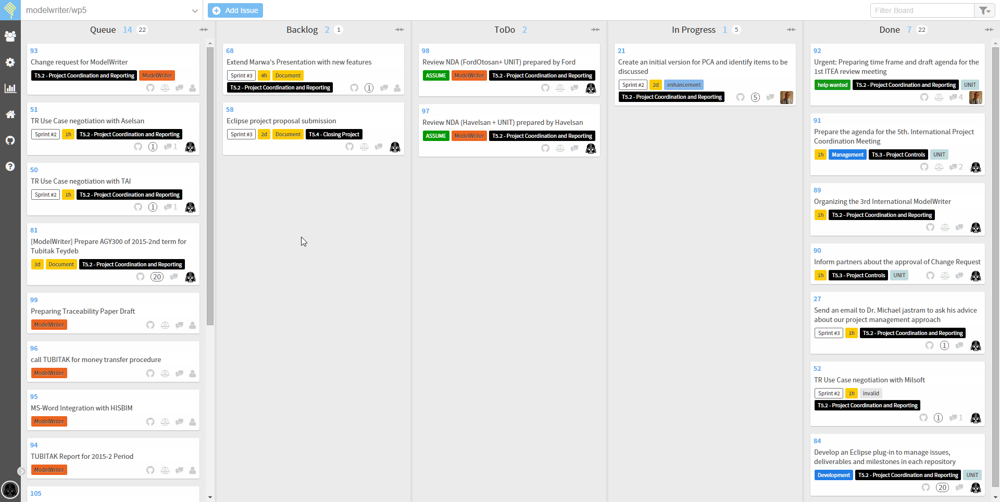 modelwriter/wp5
Add Issue
Filter Board
Queue 14 22
93
Change request for ModelWriter
T5.2 - Project Coordination and Reporting ModelWriter
51
TR Use Case negotiation with Aselsan
Sprint #2 1h T5.2 - Project Coordination and Reporting
1 1
50
TR Use Case negotiation with TAI
Sprint #2 1h T5.2 - Project Coordination and Reporting
1 1
81
[ModelWriter] Prepare AGY300 of 2015-2nd term for
Tubitak Teydeb
3d Document T5.2 - Project Coordination and Reporting
20
99
Preparing Traceability Paper Draft
ModelWriter
96
call TUBITAK for money transfer procedure
ModelWriter
95
MS-Word Integration with HISBIM
ModelWriter
94
TUBITAK Report for 2015-2 Period
ModelWriter
105
Backlog 2 1
68
Extend Marwa's Presentation with new features
Sprint #3 4h Document
T5.2 - Project Coordination and Reporting 1
58
Eclipse project proposal submission
Sprint #3 2d Document T5.4 - Closing Project
ToDo 2
98
Review NDA (FordOtosan+ UNIT) prepared by Ford
ASSUME ModelWriter T5.2 - Project Coordination and Reporting
97
Review NDA (Havelsan + UNIT) prepared by Havelsan
ASSUME ModelWriter T5.2 - Project Coordination and Reporting
In Progress 1 5
21
Create an initial version for PCA and identify items to be
discussed
Sprint #2 2d enhancement
T5.2 - Project Coordination and Reporting 5
Done 7 22
92
Urgent: Preparing time frame and draft agenda for the
1st ITEA review meeting
help wanted T5.2 - Project Coordination and Reporting UNIT
4
91
Prepare the agenda for the 5th. International Project
Coordination Meeting
1h Management T5.3 - Project Controls UNIT
2
89
Organizing the 3rd International ModelWriter
1h T5.2 - Project Coordination and Reporting
90
Inform partners about the approval of Change Request
1h T5.3 - Project Controls UNIT
27
Send an email to Dr. Michael jastram to ask his advice
about our project management approach
Sprint #3 1h T5.2 - Project Coordination and Reporting
1
52
TR Use Case negotiation with Milsoft
Sprint #2 1h invalid
T5.2 - Project Coordination and Reporting
1 1
84
Develop an Eclipse plug-in to manage issues,
deliverables and milestones in each repository
Development T5.2 - Project Coordination and Reporting UNIT
20